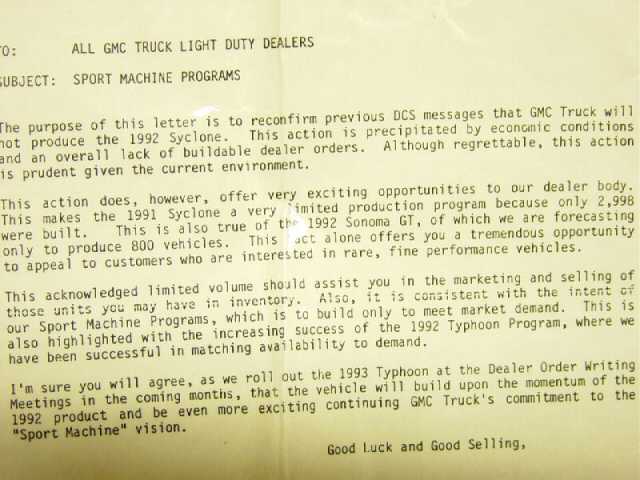 TO: ALL GMC TRUCK LIGHT DUTY DEALERS
SUBJECT: SPORT MACHINE PROGRAMS
The purpose of this letter is to reconfirm previous DCS messages that GMC Truck will
not produce the 1992 Syclone. This action is precipitated by economic conditions
and an overall lack of buildable dealer orders. Although regrettable, this action
is prudent given the current environment.
This action does, however, offer very exciting opportunities to our dealer body.
This makes the 1991 Syclone a very limited production program because only 2,998
were built. This is also true of the 1992 Sonoma GT, of which we are forecasting
only to produce 800 vehicles. This fact alone offers you a tremendous opportunity
to appeal to customers who are interested in rare, fine performance vehicles.
This acknowledged limited volume should assist you in the marketing and selling of
those units you may have in inventory. Also, it is consistent with the intent of
our Sport Machine Programs, which is to build only to meet market demand. This is
also highlighted with the increasing success of the 1992 Typhoon Program, where we
have been successful in matching availability to demand.
I'm sure you will agree, as we roll out the 1993 Typhoon at the Dealer Order Writing
Meetings in the coming months, that the vehicle will build upon the momentum of the
1992 product and be even more exciting continuing GMC Truck's commitment to the
"Sport Machine" vision.
Good Luck and Good Selling,